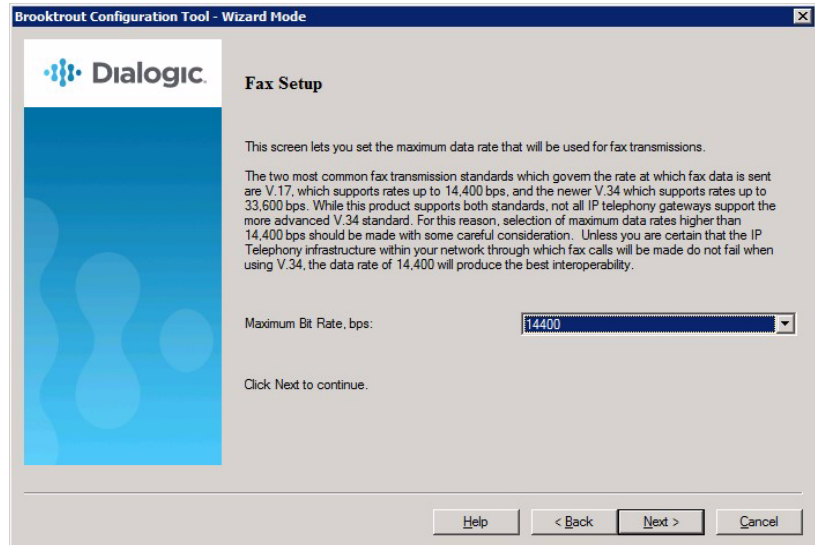 Brooktrout Configuration Tool - Wizard Mode
Dialogic.
Fax Setup
This screen lets you set the maximum data rate that will be used for fax transmissions.
The two most common fax transmission standards which govern the rate at which fax data is sent
are V.17, which supports rates up to 14,400 bps, and the newer V.34 which supports rates up to
33,600 bps. While this product supports both standards, not all IP telephony gateways support the
more advanced V.34 standard. For this reason, selection of maximum data rates higher than
14,400 bps should be made with some careful consideration.  Unless you are certain that the IP
Telephony infrastructure within your network through which fax calls will be made do not fail when
using V.34, the data rate of 14,400 will produce the best interoperability.
Maximum Bit Rate, bps:
14400
Click Next to continue.
Help
< Back
Next >
Cancel